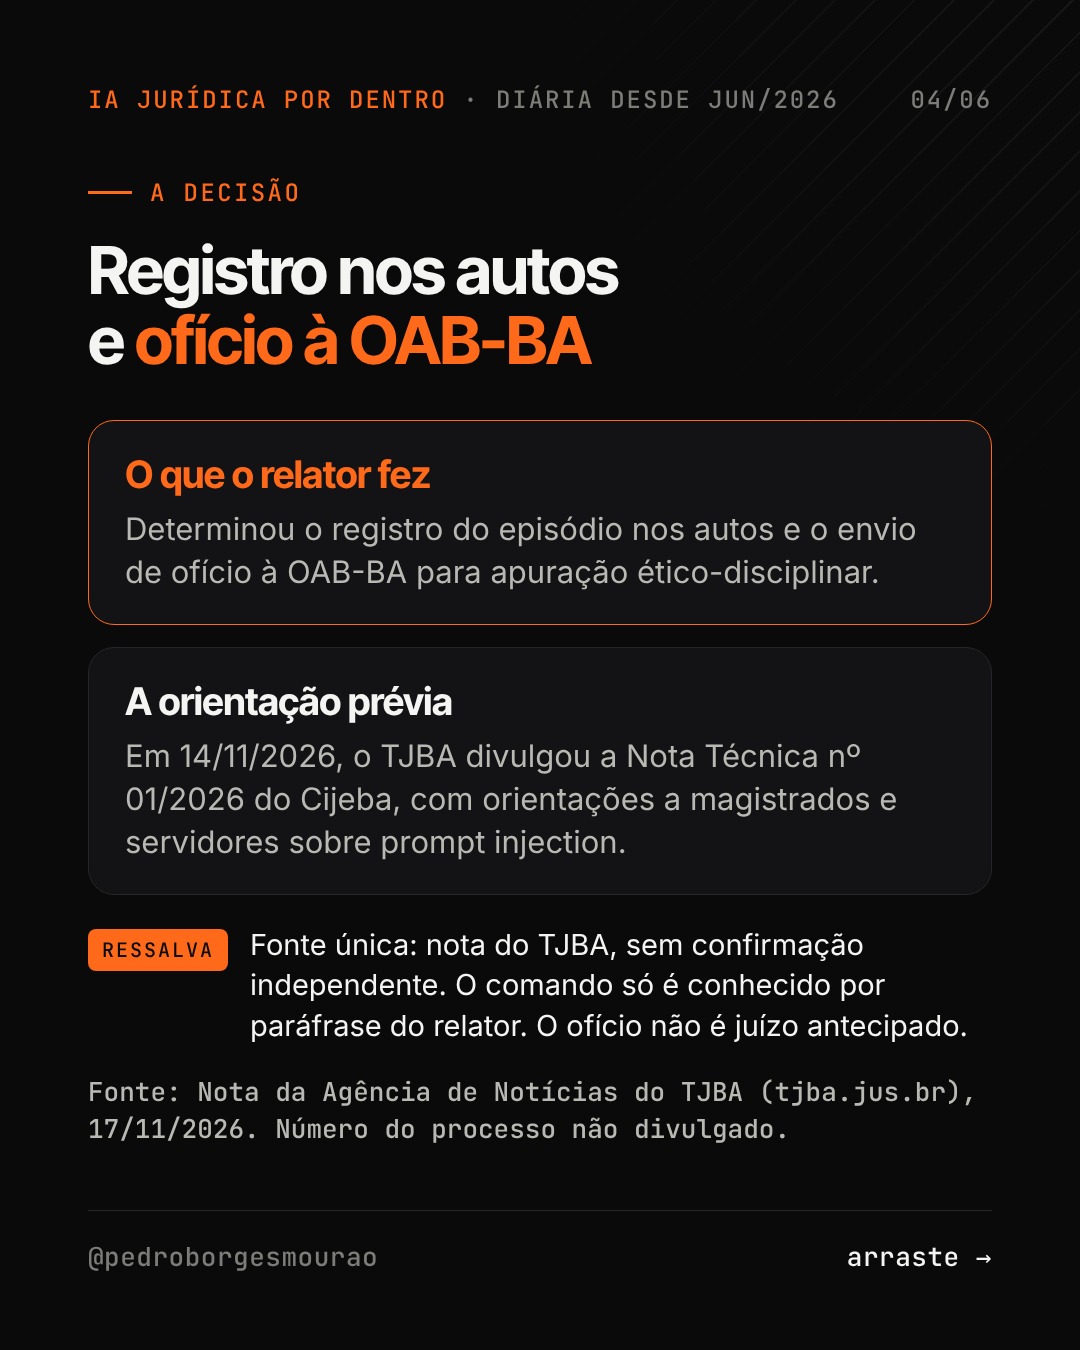 IA JURÍDICA POR DENTRO · DIÁRIA DESDE JUN/2026 04/06
A DECISÃO
Registro nos autos
e ofício à OAB-BA
O que o relator fez
Determinou o registro do episódio nos autos e o envio
de ofício à OAB-BA para apuração ético-disciplinar.
A orientação prévia
Em 14/11/2026, o TJBA divulgou a Nota Técnica nº
01/2026 do Cijeba, com orientações a magistrados e
servidores sobre prompt injection.
RESSALVA
Fonte única: nota do TJBA, sem confirmação
independente. O comando só é conhecido por
paráfrase do relator. O ofício não é juízo antecipado.
Fonte: Nota da Agência de Notícias do TJBA (tjba.jus.br),
17/11/2026. Número do processo não divulgado.
@pedroborgesmourao
arraste →